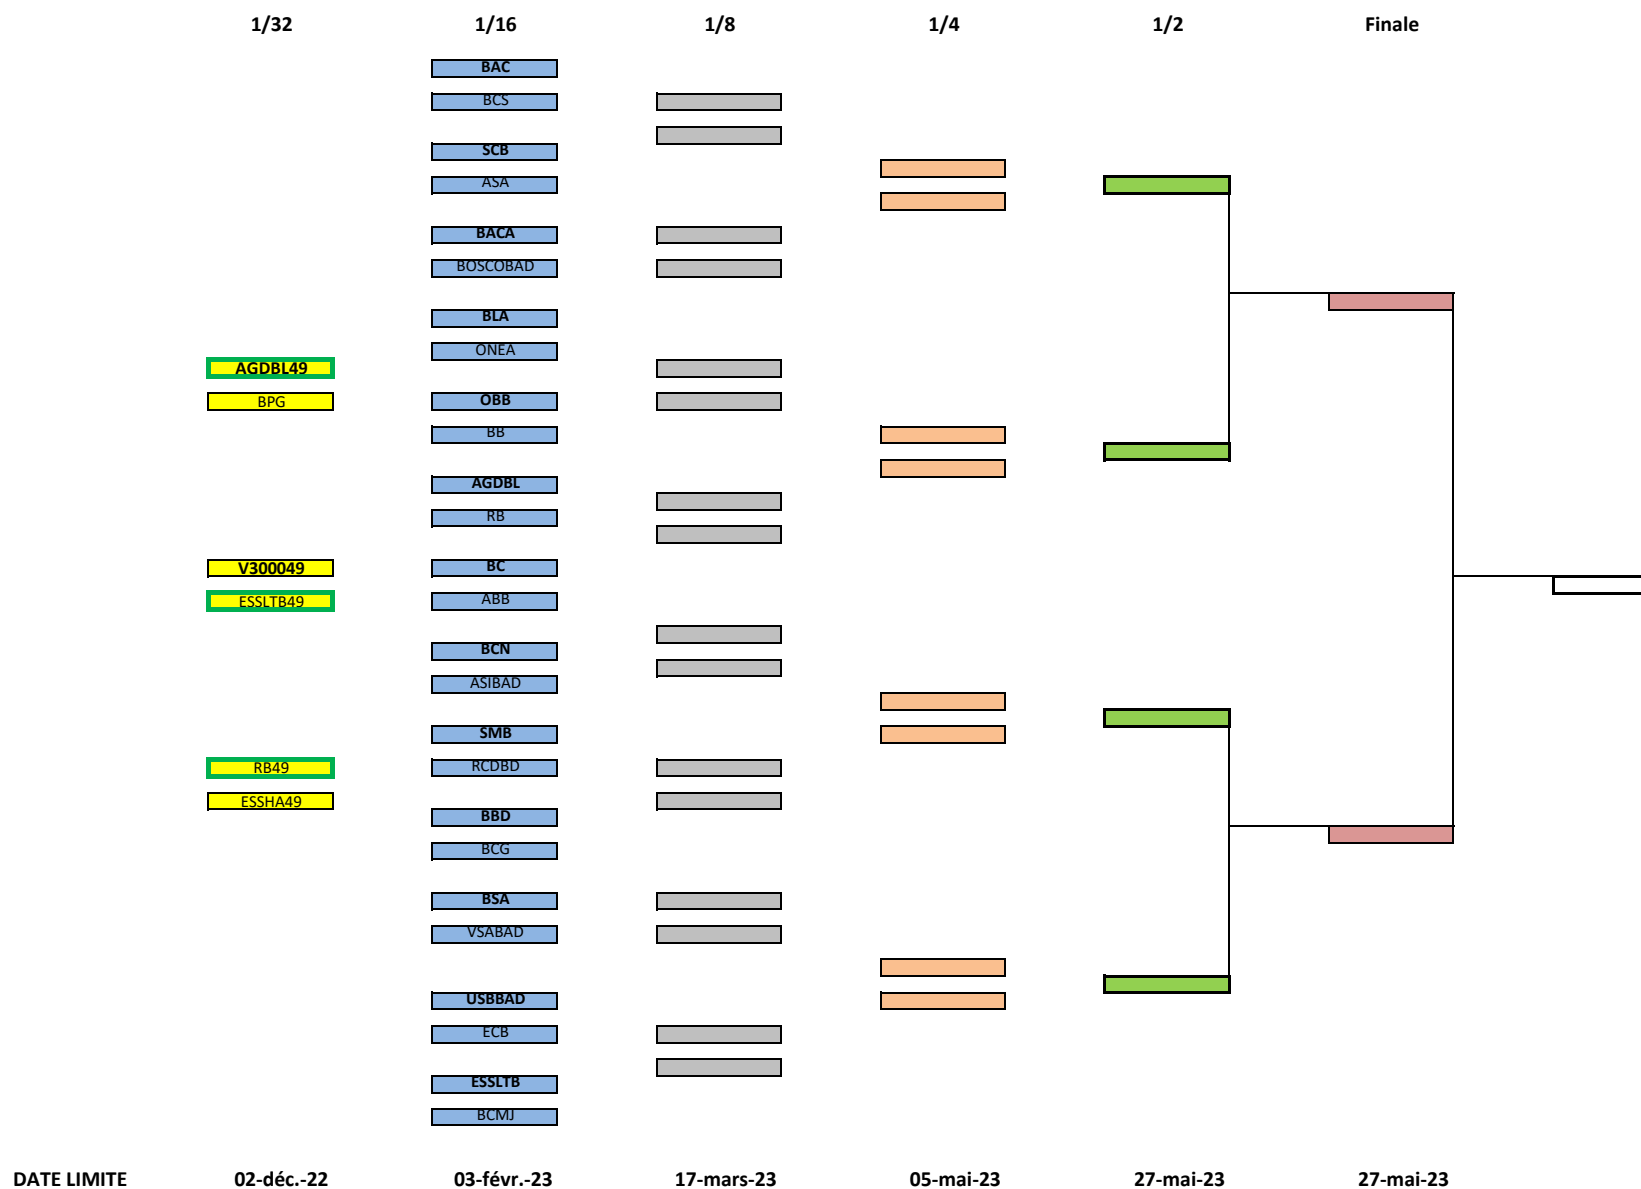 1/32 1/16 1/8 1/4 1/2 Finale
BAC
BCS
SCB
ASA
BACA
BOSCOBAD
BLA
ONEA
AGDBL49
BPG OBB
BB
AGDBL
RB
V300049 BC
ESSLTB49 ABB
BCN
ASIBAD
SMB
RB49 RCDBD
ESSHA49
BBD
BCG
BSA
VSABAD
USBBAD
ECB
ESSLTB
BCMJ
DATE LIMITE 02-déc.-22 03-févr.-23 17-mars-23 05-mai-23 27-mai-23 27-mai-23